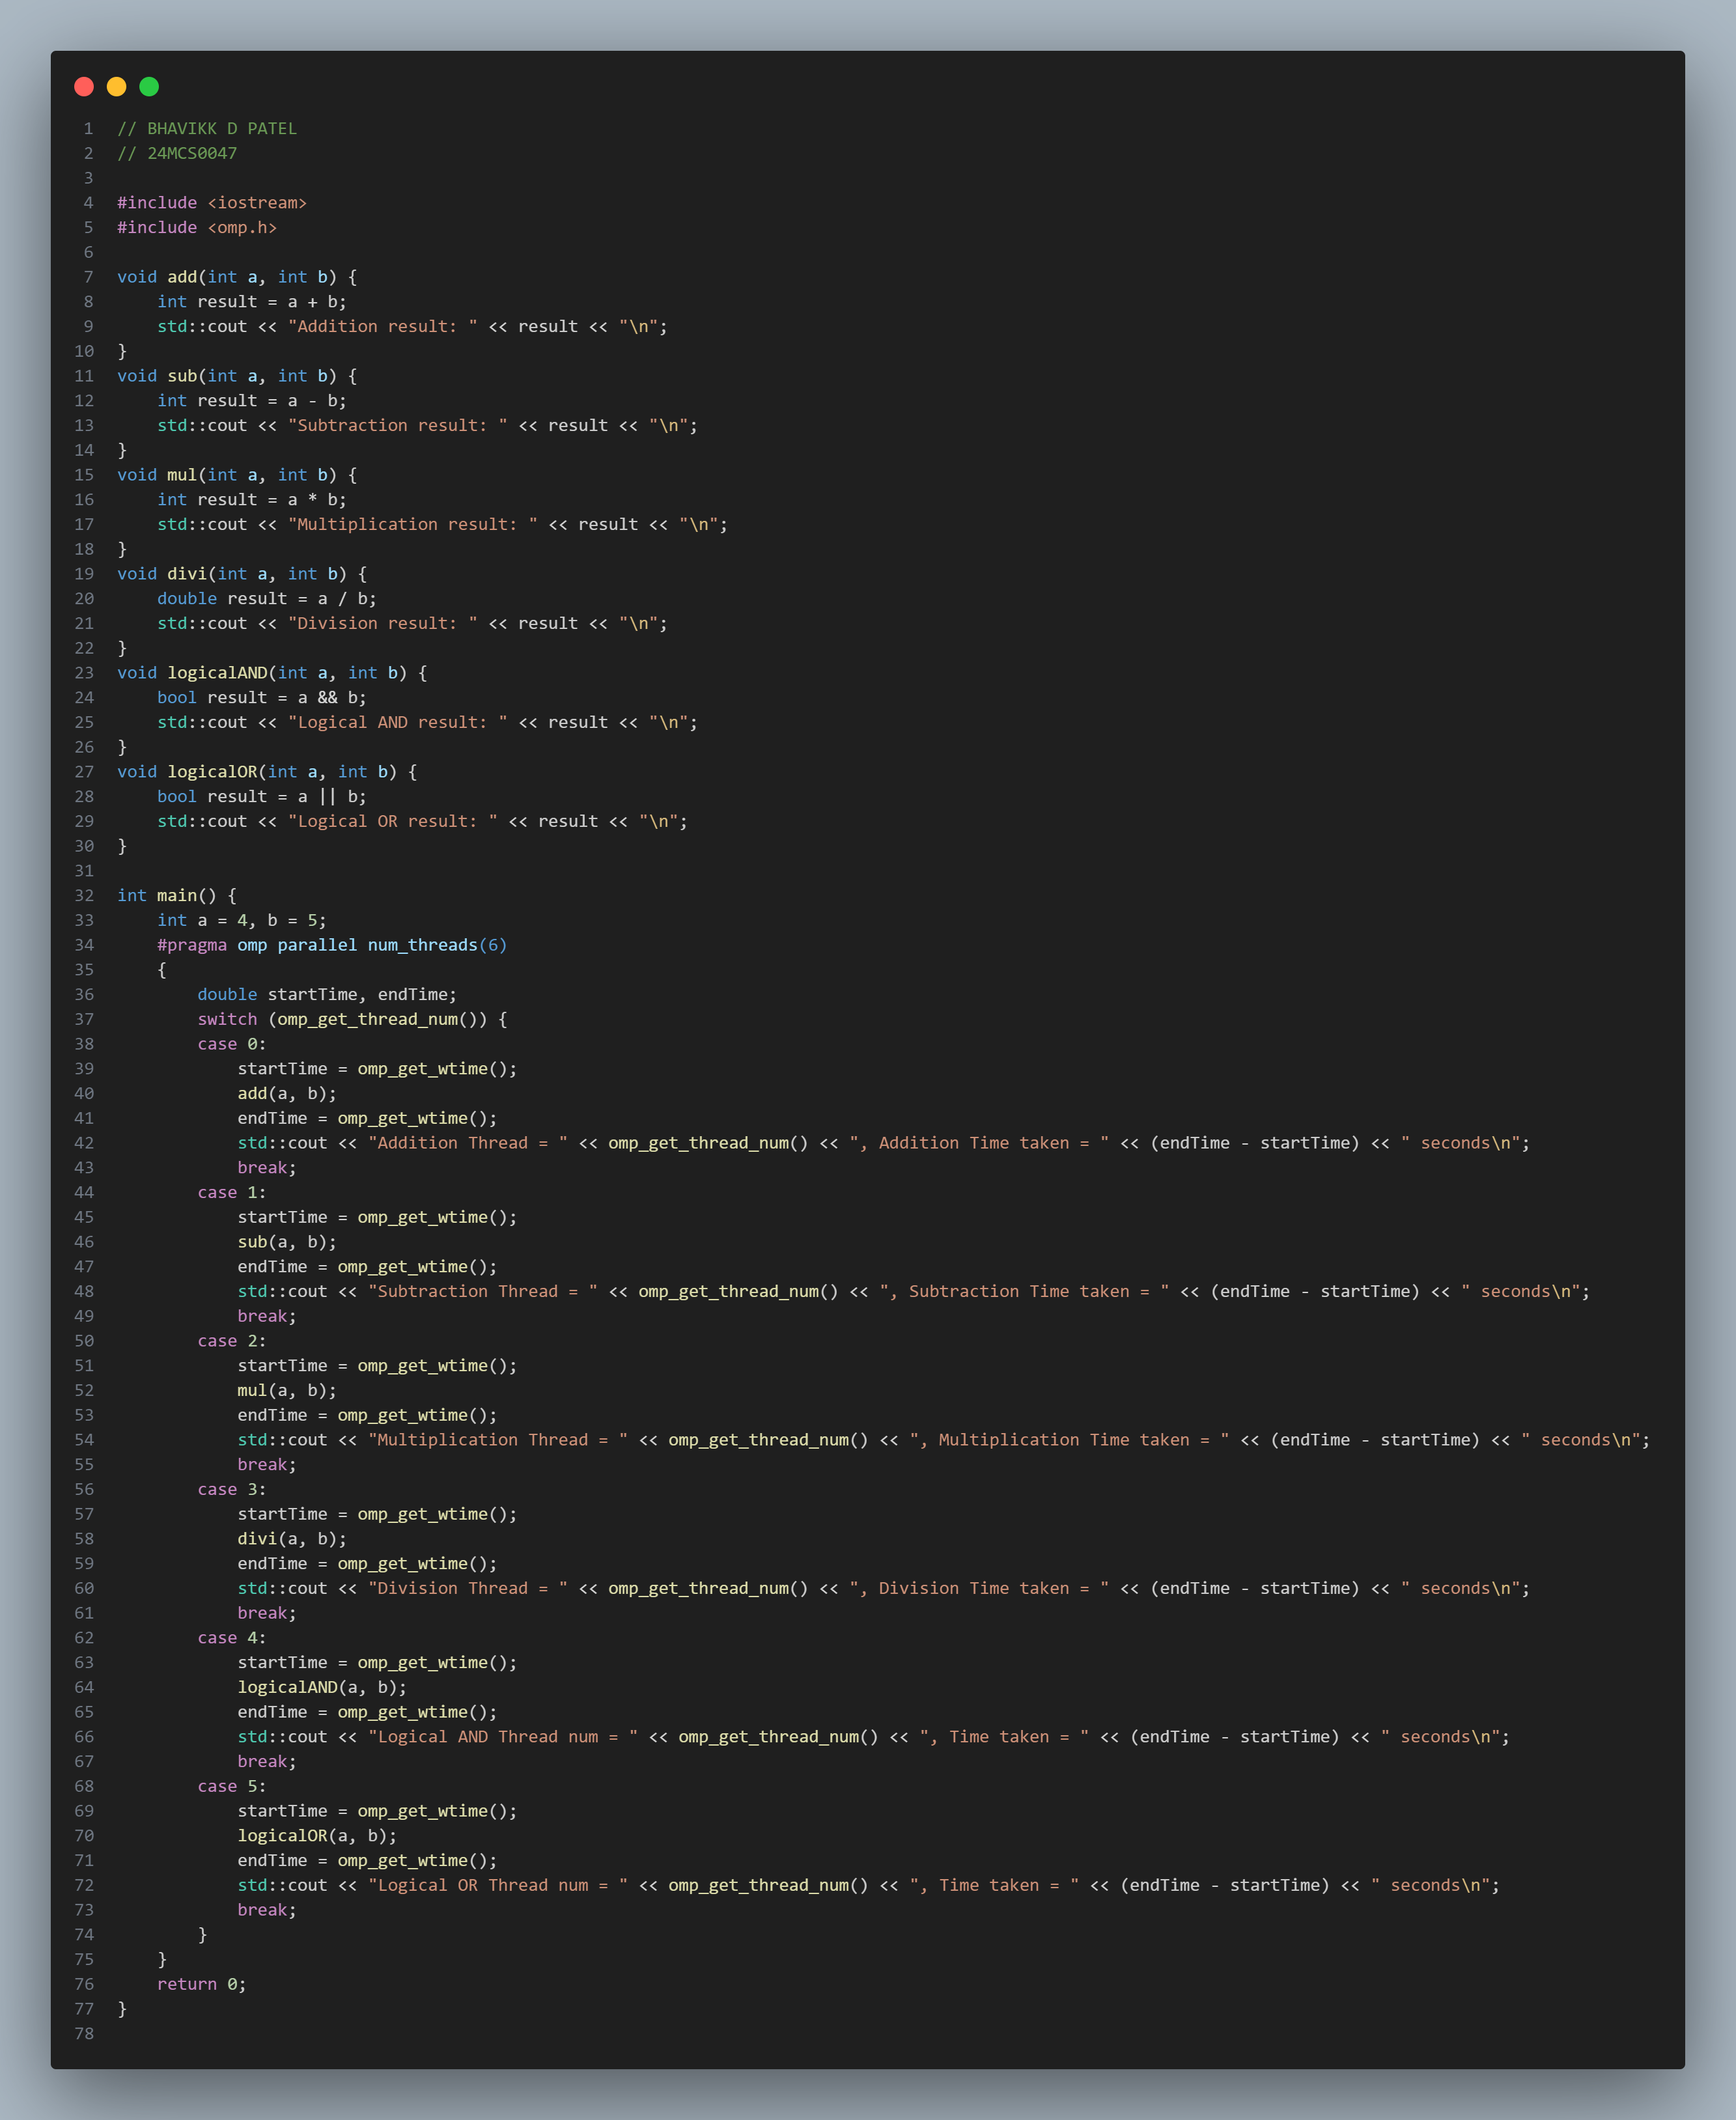 1 // BHAVIKK D PATEL
2 // 24MCS0047
3
4 #include <iostream>
5 #include <omp.h>
6
7 void add(int a, int b) {
8     int result = a + b;
9     std::cout << "Addition result: " << result << "\n";
10 }
11 void sub(int a, int b) {
12     int result = a - b;
13     std::cout << "Subtraction result: " << result << "\n";
14 }
15 void mul(int a, int b) {
16     int result = a * b;
17     std::cout << "Multiplication result: " << result << "\n";
18 }
19 void divi(int a, int b) {
20     double result = a / b;
21     std::cout << "Division result: " << result << "\n";
22 }
23 void logicalAND(int a, int b) {
24     bool result = a && b;
25     std::cout << "Logical AND result: " << result << "\n";
26 }
27 void logicalOR(int a, int b) {
28     bool result = a || b;
29     std::cout << "Logical OR result: " << result << "\n";
30 }
31
32 int main() {
33     int a = 4, b = 5;
34     #pragma omp parallel num_threads(6)
35     {
36         double startTime, endTime;
37         switch (omp_get_thread_num()) {
38         case 0:
39             startTime = omp_get_wtime();
40             add(a, b);
41             endTime = omp_get_wtime();
42             std::cout << "Addition Thread = " << omp_get_thread_num() << ", Addition Time taken = " << (endTime - startTime) << " seconds\n";
43             break;
44         case 1:
45             startTime = omp_get_wtime();
46             sub(a, b);
47             endTime = omp_get_wtime();
48             std::cout << "Subtraction Thread = " << omp_get_thread_num() << ", Subtraction Time taken = " << (endTime - startTime) << " seconds\n";
49             break;
50         case 2:
51             startTime = omp_get_wtime();
52             mul(a, b);
53             endTime = omp_get_wtime();
54             std::cout << "Multiplication Thread = " << omp_get_thread_num() << ", Multiplication Time taken = " << (endTime - startTime) << " seconds\n";
55             break;
56         case 3:
57             startTime = omp_get_wtime();
58             divi(a, b);
59             endTime = omp_get_wtime();
60             std::cout << "Division Thread = " << omp_get_thread_num() << ", Division Time taken = " << (endTime - startTime) << " seconds\n";
61             break;
62         case 4:
63             startTime = omp_get_wtime();
64             logicalAND(a, b);
65             endTime = omp_get_wtime();
66             std::cout << "Logical AND Thread num = " << omp_get_thread_num() << ", Time taken = " << (endTime - startTime) << " seconds\n";
67             break;
68         case 5:
69             startTime = omp_get_wtime();
70             logicalOR(a, b);
71             endTime = omp_get_wtime();
72             std::cout << "Logical OR Thread num = " << omp_get_thread_num() << ", Time taken = " << (endTime - startTime) << " seconds\n";
73             break;
74         }
75     }
76     return 0;
77 }
78